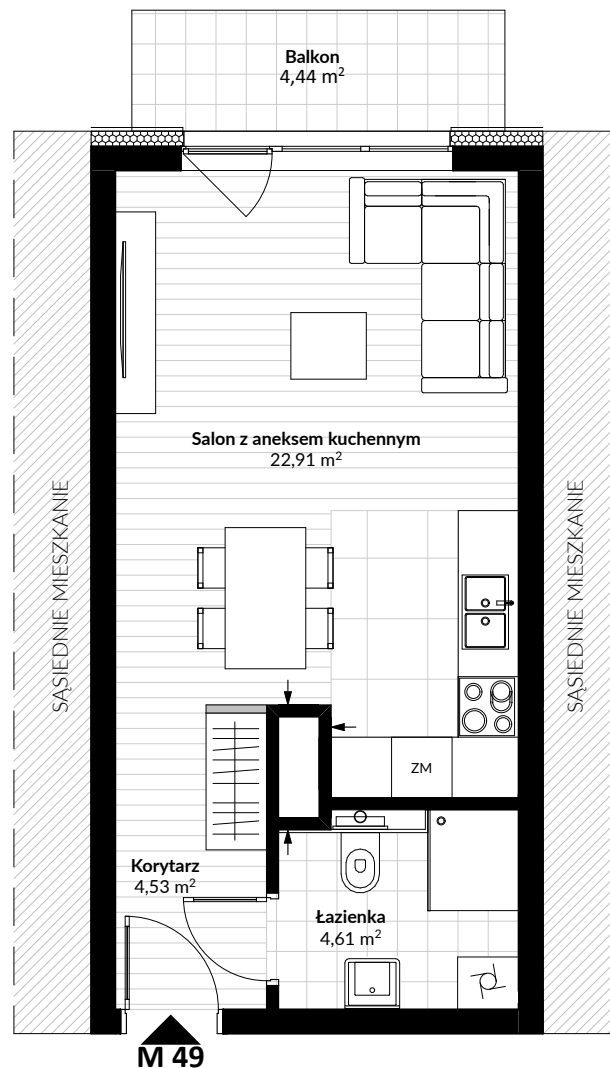 Balkon
4,44 m²
Salon z aneksem kuchennym
22,91 m²
SĄSIEDNIE MIESZKANIE
SĄSIEDNIE MIESZKANIE
ZM
Korytarz
4,53 m²
Łazienka
4,61 m²
M 49